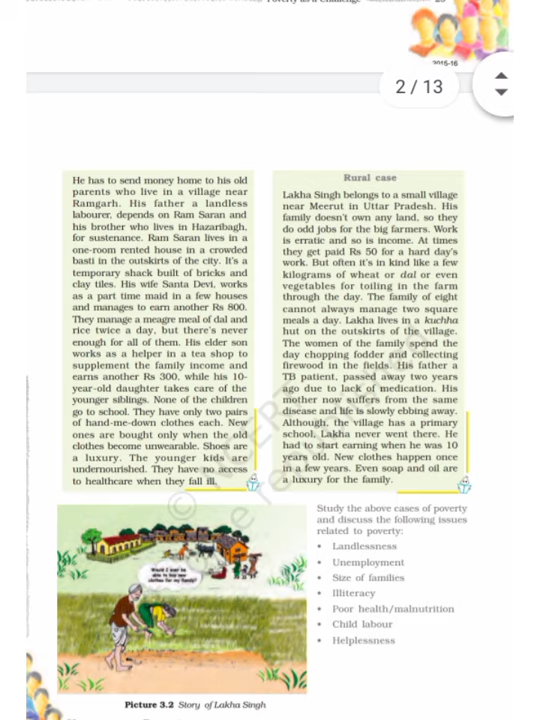 2015-16
2 / 13
He has to send money home to his old
parents who live in a village near
Ramgarh. His father a landless
labourer, depends on Ram Saran and
his brother who lives in Hazaribagh,
for sustenance. Ram Saran lives in a
one-room rented house in a crowded
basti in the outskirts of the city. It's a
temporary shack built of bricks and
clay tiles. His wife Santa Devi, works
as a part time maid in a few houses
and manages to earn another Rs 800.
They manage a meagre meal of dal and
rice twice a day, but there's never
enough for all of them. His elder son
works as a helper in a tea shop to
supplement the family income and
earns another Rs 300, while his 10-
year-old daughter takes care of the
younger siblings. None of the children
go to school. They have only two pairs
of hand-me-down clothes each. New
ones are bought only when the old
clothes become unwearable. Shoes are
a luxury. The younger kids are
undernourished. They have no access
to healthcare when they fall ill.
Rural case
Lakha Singh belongs to a small village
near Meerut in Uttar Pradesh. His
family doesn't own any land, so they
do odd jobs for the big farmers. Work
is erratic and so is income. At times
they get paid Rs 50 for a hard day's
work. But often it's in kind like a few
kilograms of wheat or dal or even
vegetables for toiling in the farm
through the day. The family of eight
cannot always manage two square
meals a day. Lakha lives in a kuchha
hut on the outskirts of the village.
The women of the family spend the
day chopping fodder and collecting
firewood in the fields. His father a
TB patient, passed away two years
ago due to lack of medication. His
mother now suffers from the same
disease and life is slowly ebbing away.
Although, the village has a primary
school, Lakha never went there. He
had to start earning when he was 10
years old. New clothes happen once
in a few years. Even soap and oil are
a luxury for the family.
Would I ever be
able to buy new
clothes for my family?
Picture 3.2 Story of Lakha Singh
Study the above cases of poverty
and discuss the following issues
related to poverty:
• Landlessness
• Unemployment
• Size of families
• Illiteracy
• Poor health/malnutrition
• Child labour
• Helplessness